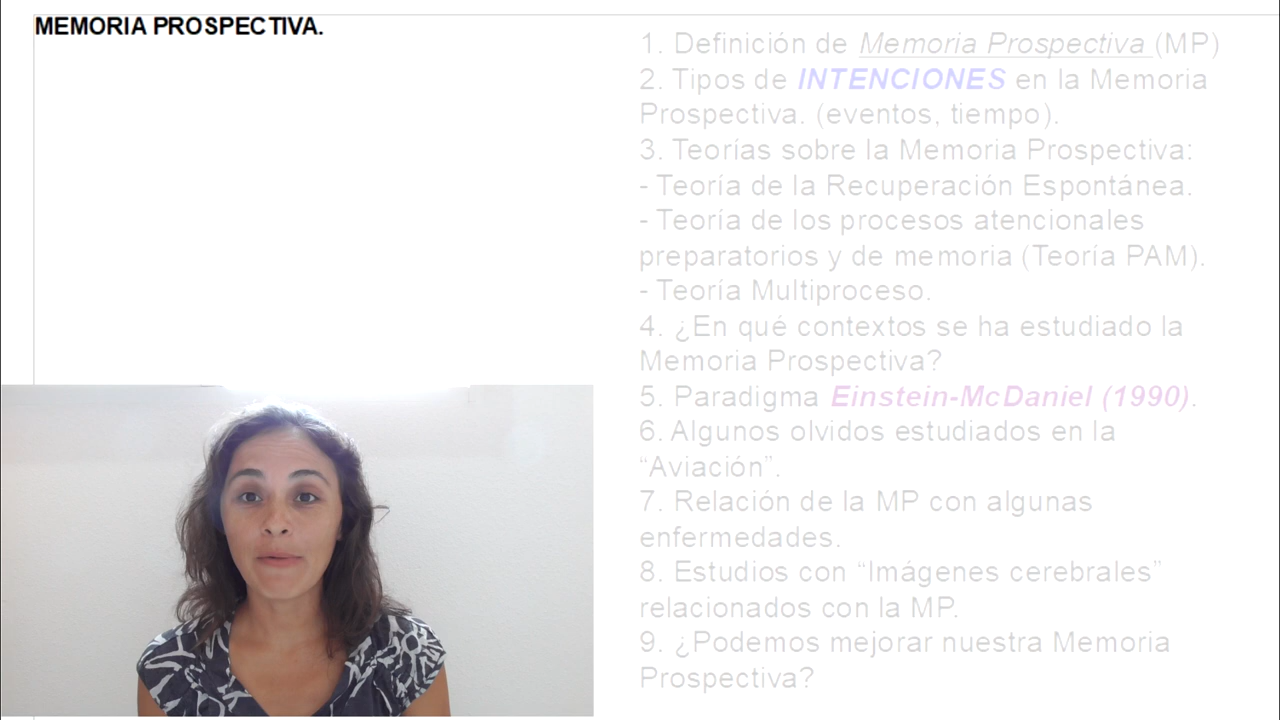 MEMORIA PROSPECTIVA.
1. Definición de Memoria Prospectiva (MP)
2. Tipos de INTENCIONES en la Memoria
Prospectiva. (eventos, tiempo).
3. Teorías sobre la Memoria Prospectiva:
- Teoría de la Recuperación Espontánea.
- Teoría de los procesos atencionales
preparatorios y de memoria (Teoría PAM).
- Teoría Multiproceso.
4. ¿En qué contextos se ha estudiado la
Memoria Prospectiva?
5. Paradigma Einstein-McDaniel (1990).
6. Algunos olvidos estudiados en la
“Aviación”.
7. Relación de la MP con algunas
enfermedades.
8. Estudios con “Imágenes cerebrales”
relacionados con la MP.
9. ¿Podemos mejorar nuestra Memoria
Prospectiva?